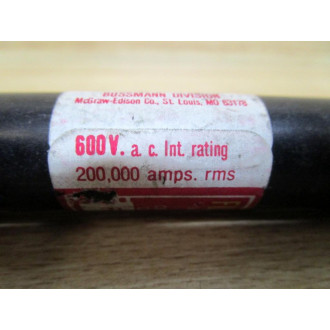 BUSSMANN DIVISION
McGraw-Edison Co., St. Louis, MO 63178
600V. a. c. Int. rating
200,000 amps. rms